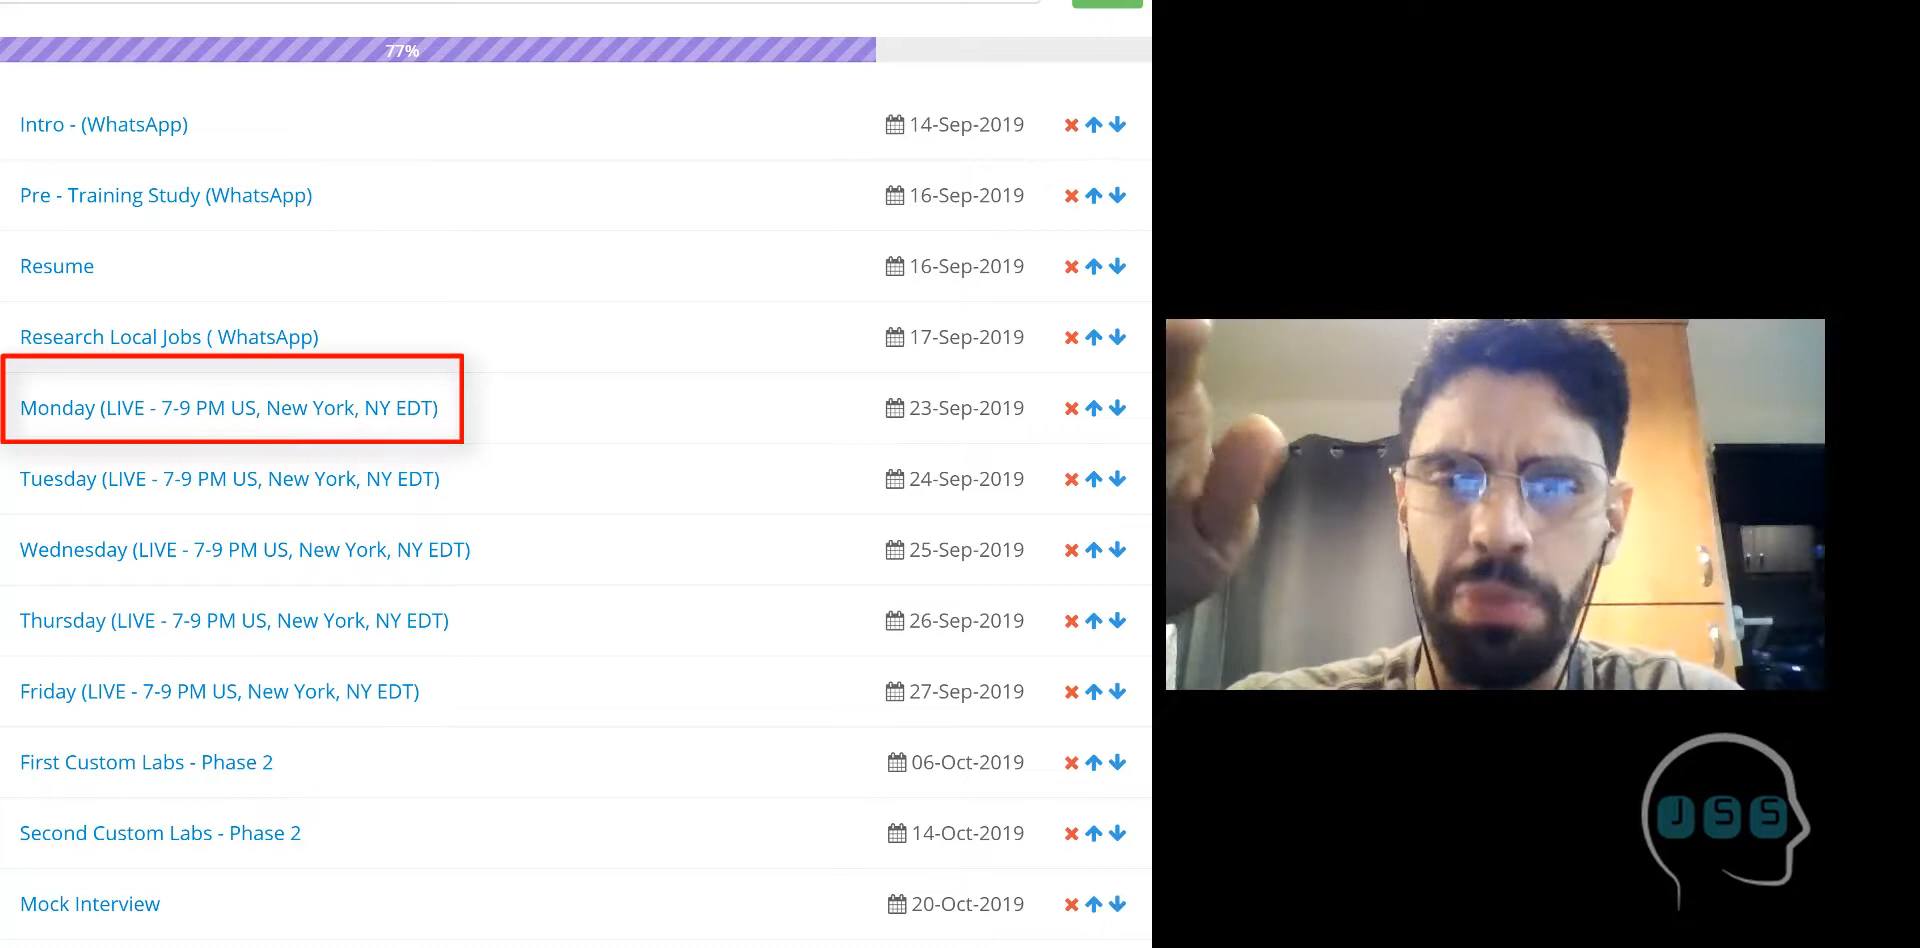 77%
Intro - (WhatsApp) 14-Sep-2019
Pre - Training Study (WhatsApp) 16-Sep-2019
Resume 16-Sep-2019
Research Local Jobs ( WhatsApp) 17-Sep-2019
Monday (LIVE - 7-9 PM US, New York, NY EDT) 23-Sep-2019
Tuesday (LIVE - 7-9 PM US, New York, NY EDT) 24-Sep-2019
Wednesday (LIVE - 7-9 PM US, New York, NY EDT) 25-Sep-2019
Thursday (LIVE - 7-9 PM US, New York, NY EDT) 26-Sep-2019
Friday (LIVE - 7-9 PM US, New York, NY EDT) 27-Sep-2019
First Custom Labs - Phase 2 06-Oct-2019
Second Custom Labs - Phase 2 14-Oct-2019
Mock Interview 20-Oct-2019
JSS